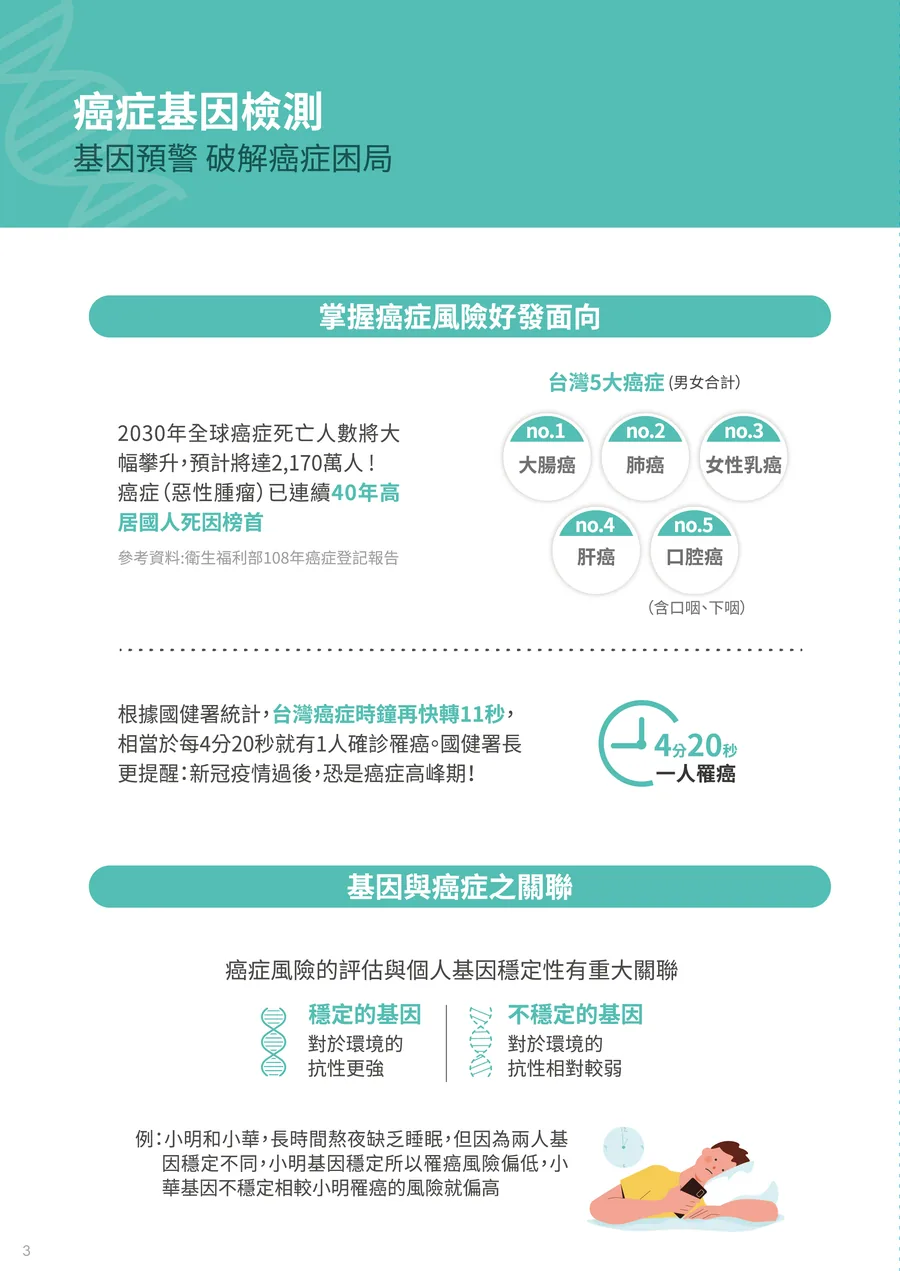 癌症基因檢測
基因預警 破解癌症困局
掌握癌症風險好發面向
2030年全球癌症死亡人數將大
幅攀升，預計將達2,170萬人！
癌症（惡性腫瘤）已連續40年高
居國人死因榜首
參考資料:衛生福利部108年癌症登記報告
台灣5大癌症 (男女合計)
no.1
大腸癌
no.2
肺癌
no.3
女性乳癌
no.4
肝癌
no.5
口腔癌
（含口咽、下咽）
根據國健署統計，台灣癌症時鐘再快轉11秒，
相當於每4分20秒就有1人確診罹癌。國健署長
更提醒：新冠疫情過後，恐是癌症高峰期！
4分20秒
一人罹癌
基因與癌症之關聯
癌症風險的評估與個人基因穩定性有重大關聯
穩定的基因
對於環境的
抗性更強
不穩定的基因
對於環境的
抗性相對較弱
例：小明和小華，長時間熬夜缺乏睡眠，但因為兩人基
因穩定不同，小明基因穩定所以罹癌風險偏低，小
華基因不穩定相較小明罹癌的風險就偏高
3